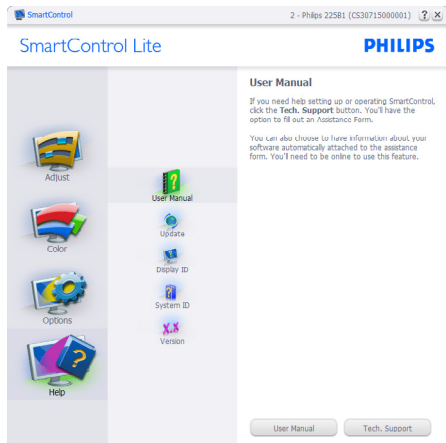 SmartControl
2 - Philips 225B1 (CS30715000001)
SmartControl Lite
PHILIPS
Adjust
Color
Options
Help
User Manual
Update
Display ID
System ID
X.X
Version
User Manual
If you need help setting up or operating SmartControl,
click the Tech. Support button. You'll have the
option to fill out an Assistance Form.
You can also choose to have information about your
software automatically attached to the assistance
form. You'll need to be online to use this feature.
User Manual
Tech. Support